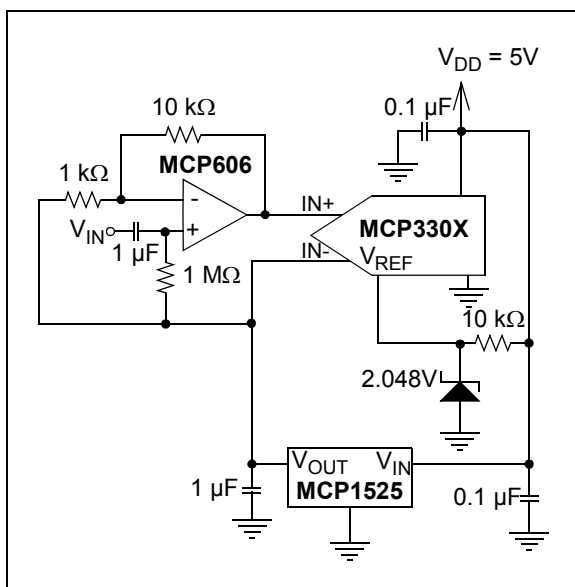 V_DD = 5V
10 kΩ
0.1 µF
MCP606
1 kΩ
-
IN+
MCP330X
V_IN
+
1 µF
IN-
V_REF
1 MΩ
10 kΩ
2.048V
V_OUT V_IN
1 µF
MCP1525
0.1 µF